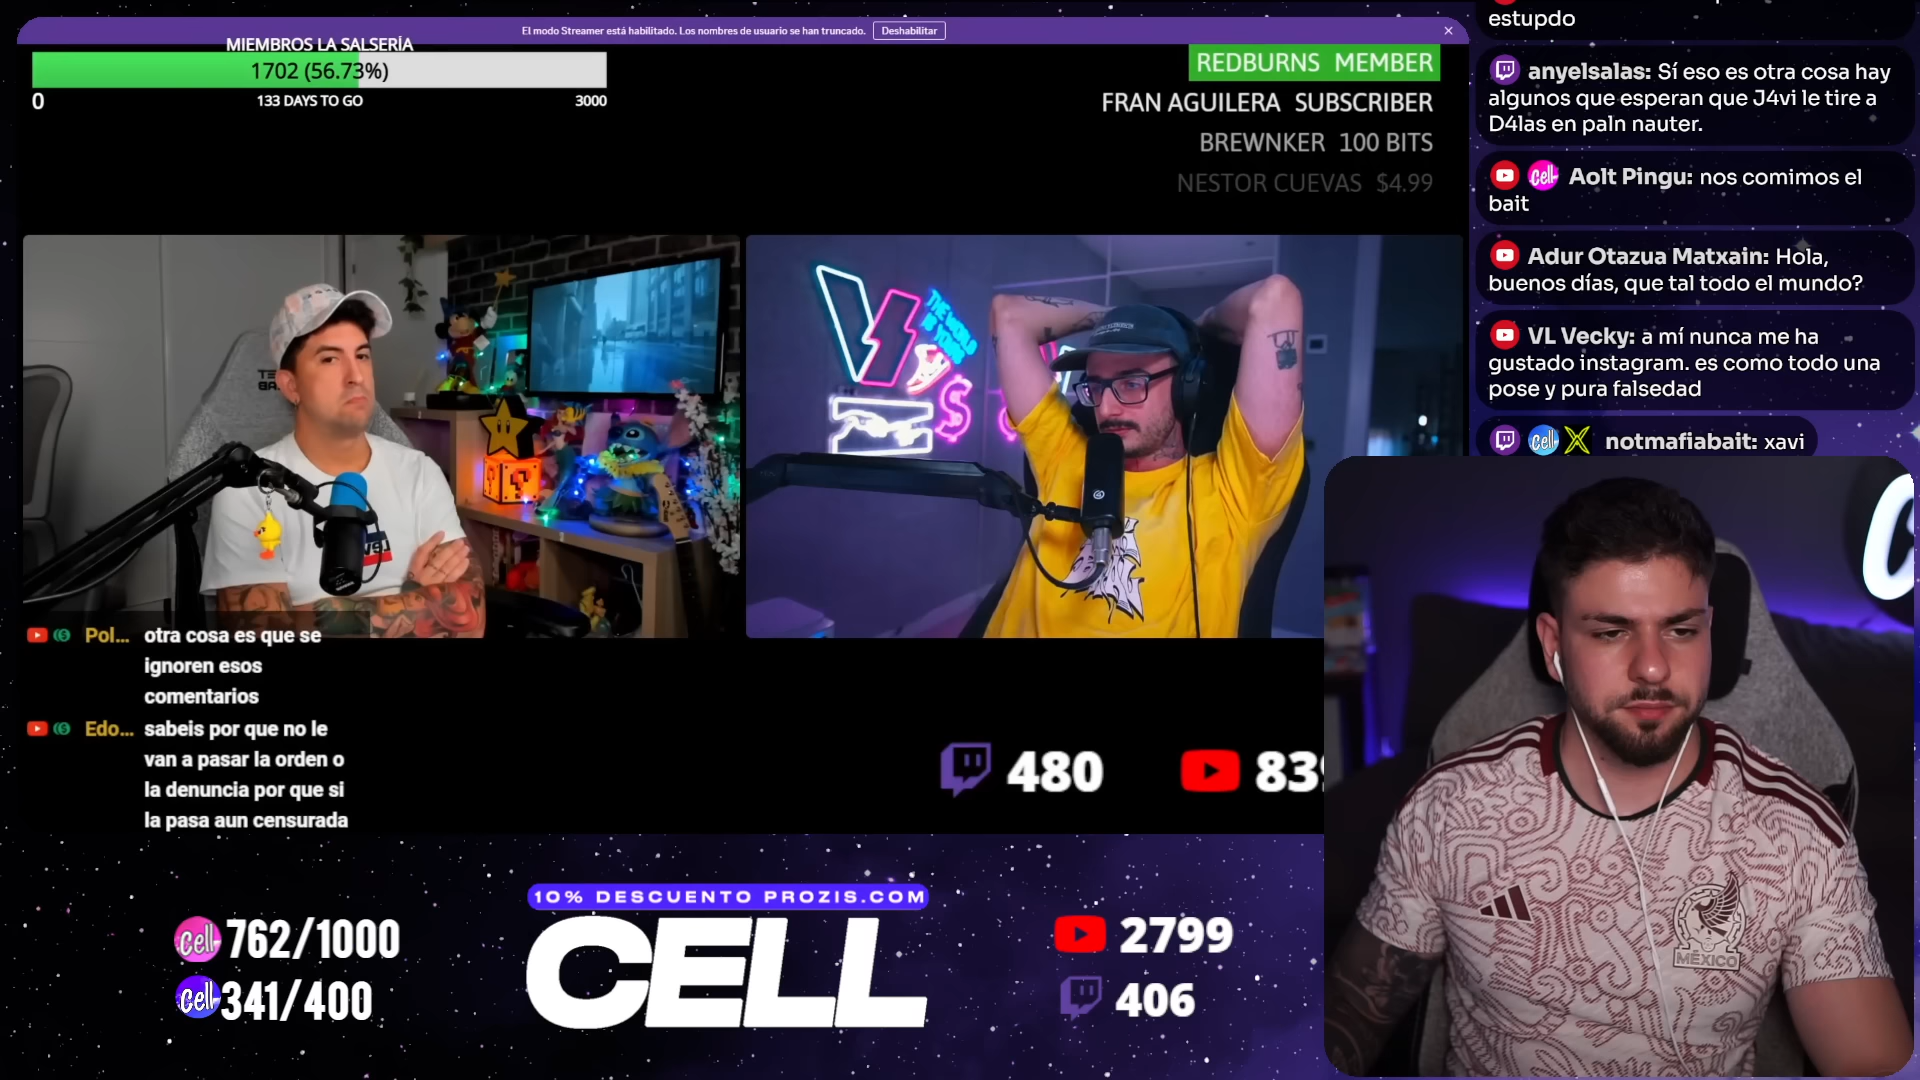 El modo Streamer está habilitado. Los nombres de usuario se han truncado.
Deshabilitar
MIEMBROS LA SALSERÍA
1702 (56.73%)
0
133 DAYS TO GO
3000
REDBURNS MEMBER
FRAN AGUILERA SUBSCRIBER
BREWNKER 100 BITS
NESTOR CUEVAS $4.99
estupdo
anyelsalas: Sí eso es otra cosa hay
algunos que esperan que J4vi le tire a
D4las en paln nauter.
cell Aolt Pingu: nos comimos el
bait
Adur Otazua Matxain: Hola,
buenos días, que tal todo el mundo?
VL Vecky: a mí nunca me ha
gustado instagram. es como todo una
pose y pura falsedad
cell notmafiabait: xavi
Pol... otra cosa es que se
ignoren esos
comentarios
Edo... sabeis por que no le
van a pasar la orden o
la denuncia por que si
la pasa aun censurada
480
10% DESCUENTO PROZIS.COM
CELL
cell 762/1000
cell 341/400
2799
406
MÉXICO